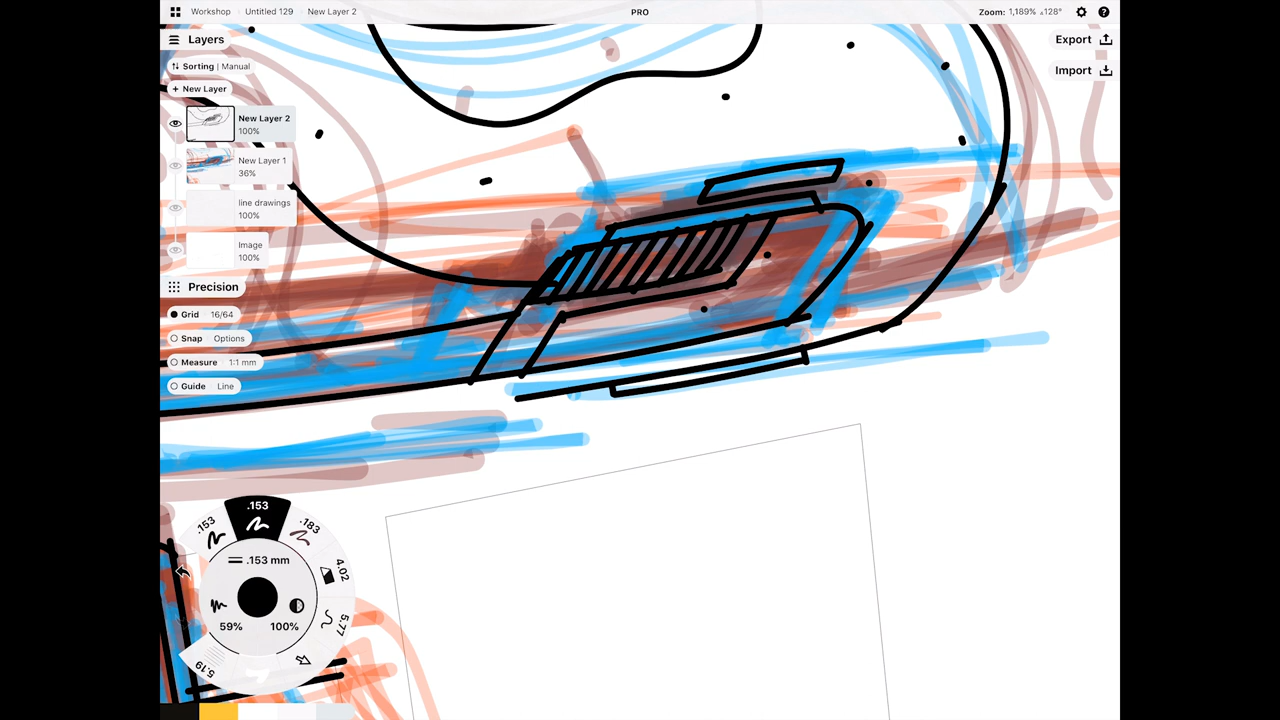 Workshop Untitled 129 New Layer 2
PRO
Zoom: 1,189% ⊿128°
Layers
Export
Import
Sorting | Manual
+ New Layer
New Layer 2
100%
New Layer 1
36%
line drawings
100%
Image
100%
Precision
Grid 16/64
Snap Options
Measure 1:1 mm
Guide Line
.153
.153
.183
4.02
5.77
5.19
.153 mm
59%
100%